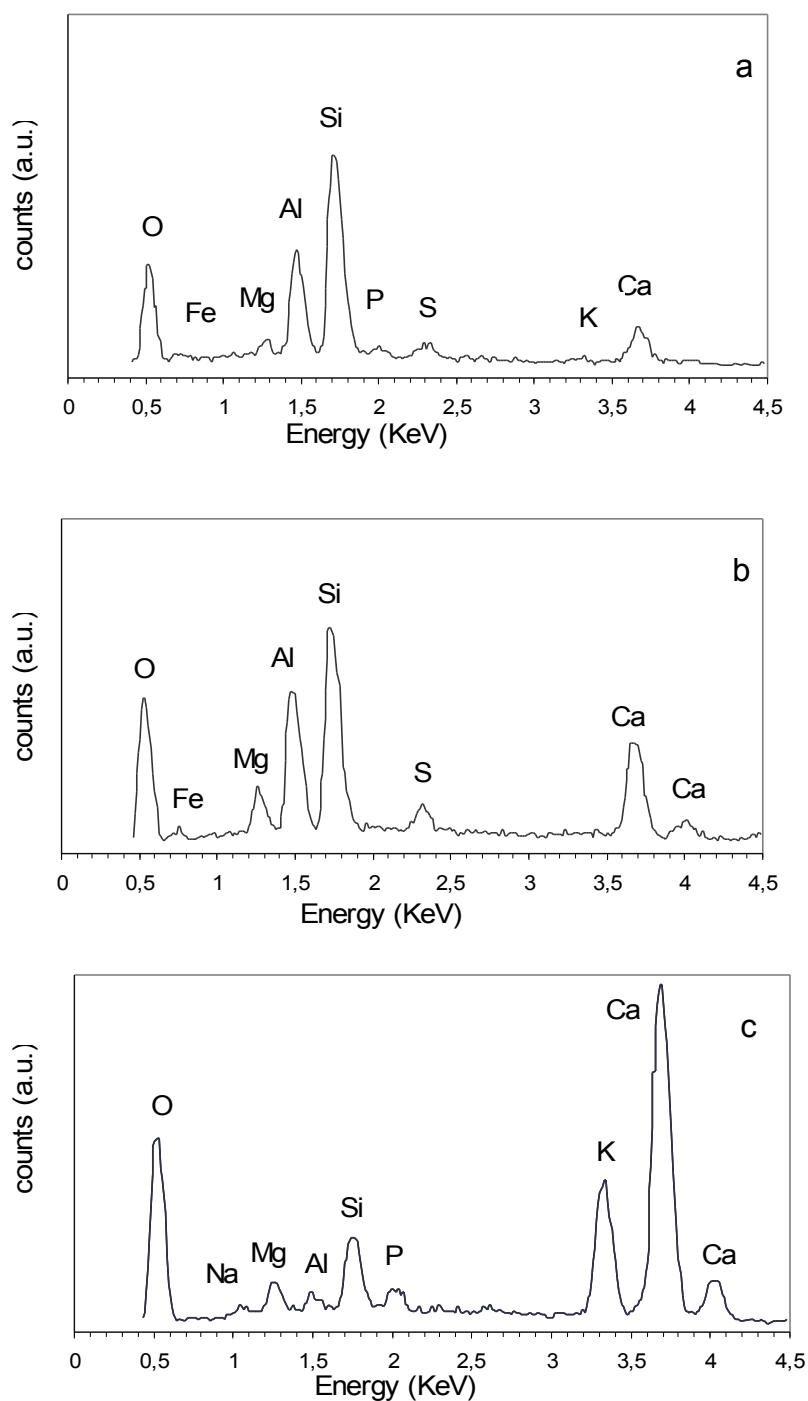 a
Si
Al
O
Ca
Mg
P
S
K
Fe
counts (a.u.)
0 0,5 1 1,5 2 2,5 3 3,5 4 4,5
Energy (KeV)
b
Si
Al
O
Ca
Mg
S
Ca
Fe
counts (a.u.)
0 0,5 1 1,5 2 2,5 3 3,5 4 4,5
Energy (KeV)
Ca
c
O
K
Si
Mg
Al
P
Ca
Na
counts (a.u.)
0 0,5 1 1,5 2 2,5 3 3,5 4 4,5
Energy (KeV)